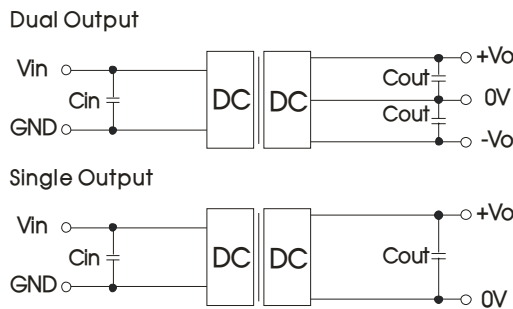 Dual Output
Vin
Cin
GND
DC
DC
Cout
Cout
+Vo
0V
-Vo
Single Output
Vin
Cin
GND
DC
DC
Cout
+Vo
0V